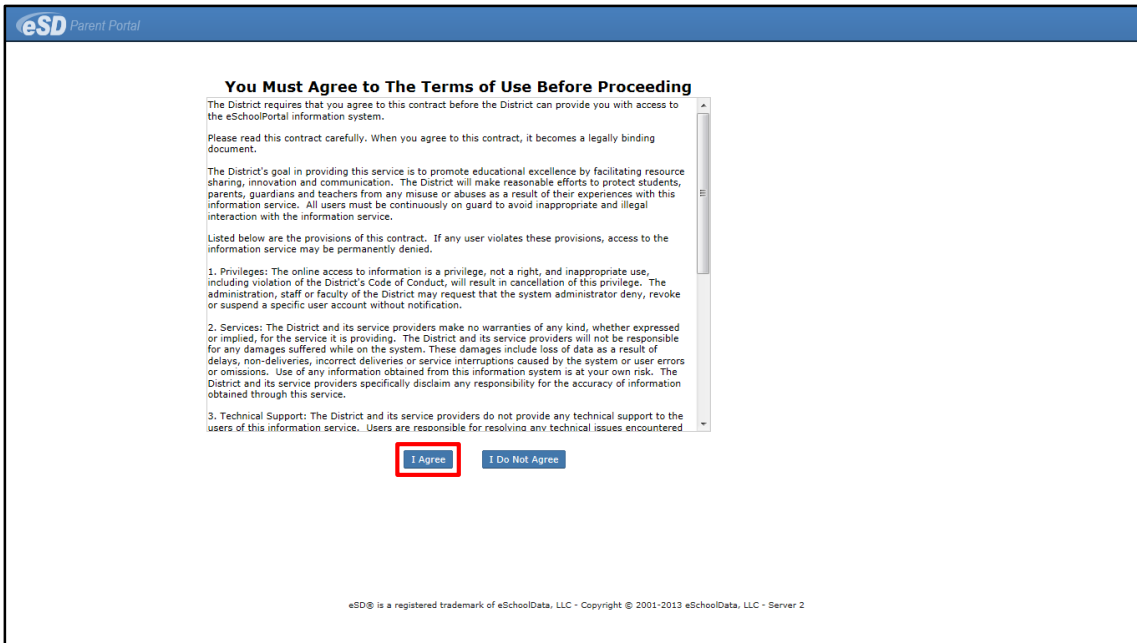 eSD Parent Portal
You Must Agree to The Terms of Use Before Proceeding
The District requires that you agree to this contract before the District can provide you with access to
the eSchoolPortal information system.
Please read this contract carefully. When you agree to this contract, it becomes a legally binding
document.
The District's goal in providing this service is to promote educational excellence by facilitating resource
sharing, innovation and communication.  The District will make reasonable efforts to protect students,
parents, guardians and teachers from any misuse or abuses as a result of their experiences with this
information service.  All users must be continuously on guard to avoid inappropriate and illegal
interaction with the information service.
Listed below are the provisions of this contract.  If any user violates these provisions, access to the
information service may be permanently denied.
1. Privileges: The online access to information is a privilege, not a right, and inappropriate use,
including violation of the District's Code of Conduct, will result in cancellation of this privilege.  The
administration, staff or faculty of the District may request that the system administrator deny, revoke
or suspend a specific user account without notification.
2. Services: The District and its service providers make no warranties of any kind, whether expressed
or implied, for the service it is providing.  The District and its service providers will not be responsible
for any damages suffered while on the system. These damages include loss of data as a result of
delays, non-deliveries, incorrect deliveries or service interruptions caused by the system or user errors
or omissions.  Use of any information obtained from this information system is at your own risk.  The
District and its service providers specifically disclaim any responsibility for the accuracy of information
obtained through this service.
3. Technical Support: The District and its service providers do not provide any technical support to the
users of this information service.  Users are responsible for resolving any technical issues encountered
I Agree I Do Not Agree
eSD® is a registered trademark of eSchoolData, LLC - Copyright © 2001-2013 eSchoolData, LLC - Server 2